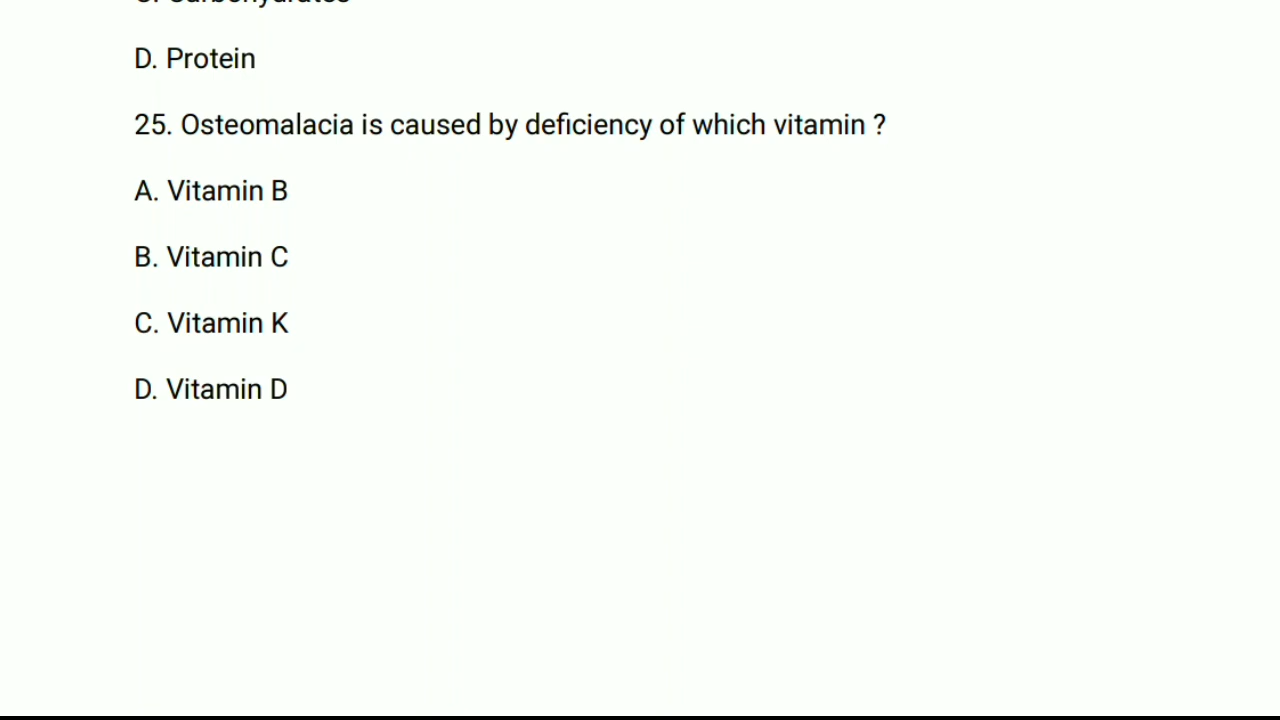 D. Protein
25. Osteomalacia is caused by deficiency of which vitamin ?
A. Vitamin B
B. Vitamin C
C. Vitamin K
D. Vitamin D